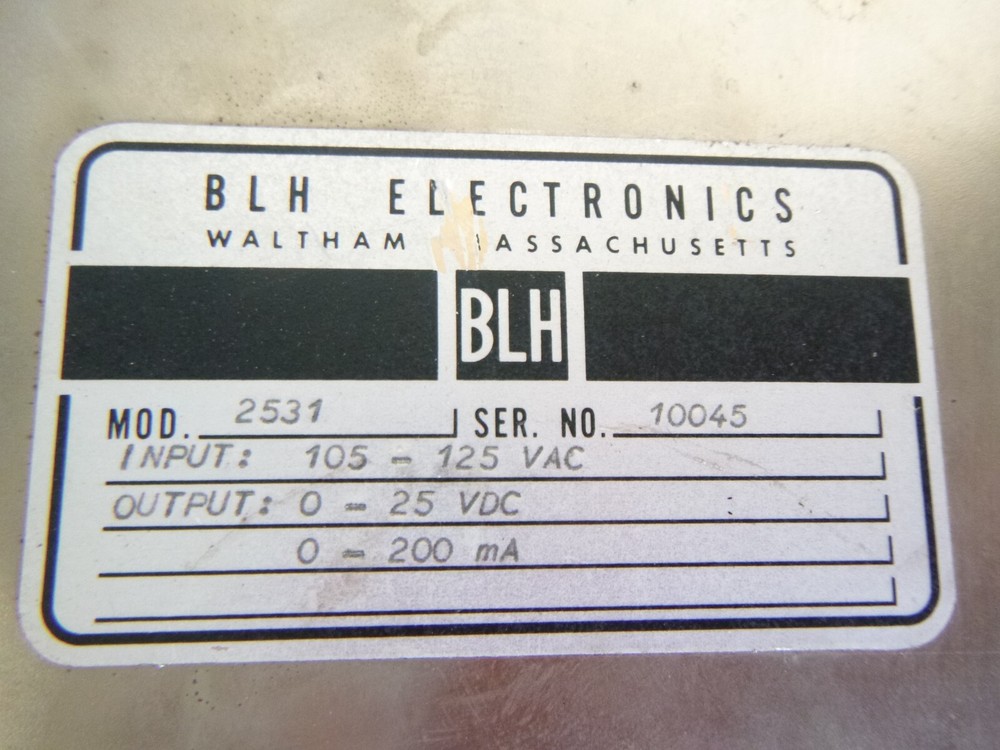 BLH ELECTRONICS
WALTHAM MASSACHUSETTS
BLH
MOD. 2531 SER. NO. 10045
INPUT: 105 - 125 VAC
OUTPUT: 0 - 25 VDC
0 - 200 mA